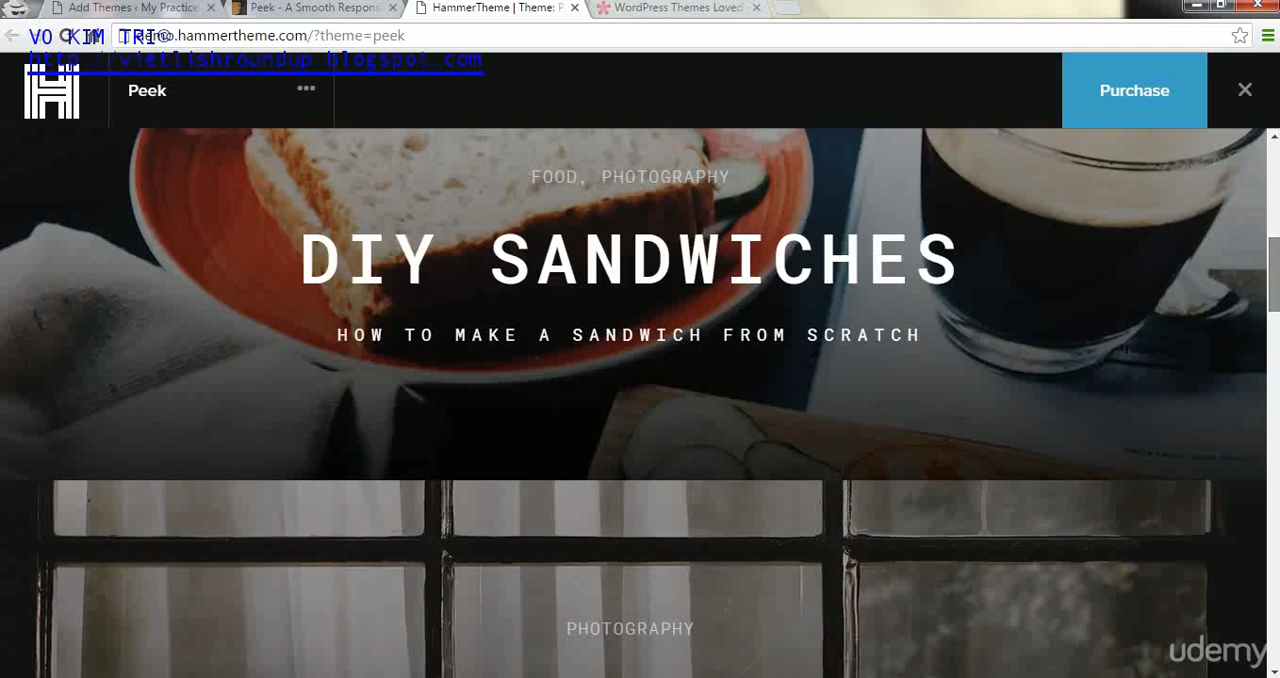 Add Themes ‹ My Practice
Peek - A Smooth Respons
HammerTheme | Theme: P
WordPress Themes Loved
VO KIM TRI©
demo.hammertheme.com/?theme=peek
http://vietlishroundup.blogspot.com
H
Peek
Purchase
FOOD, PHOTOGRAPHY
DIY SANDWICHES
HOW TO MAKE A SANDWICH FROM SCRATCH
PHOTOGRAPHY
udemy